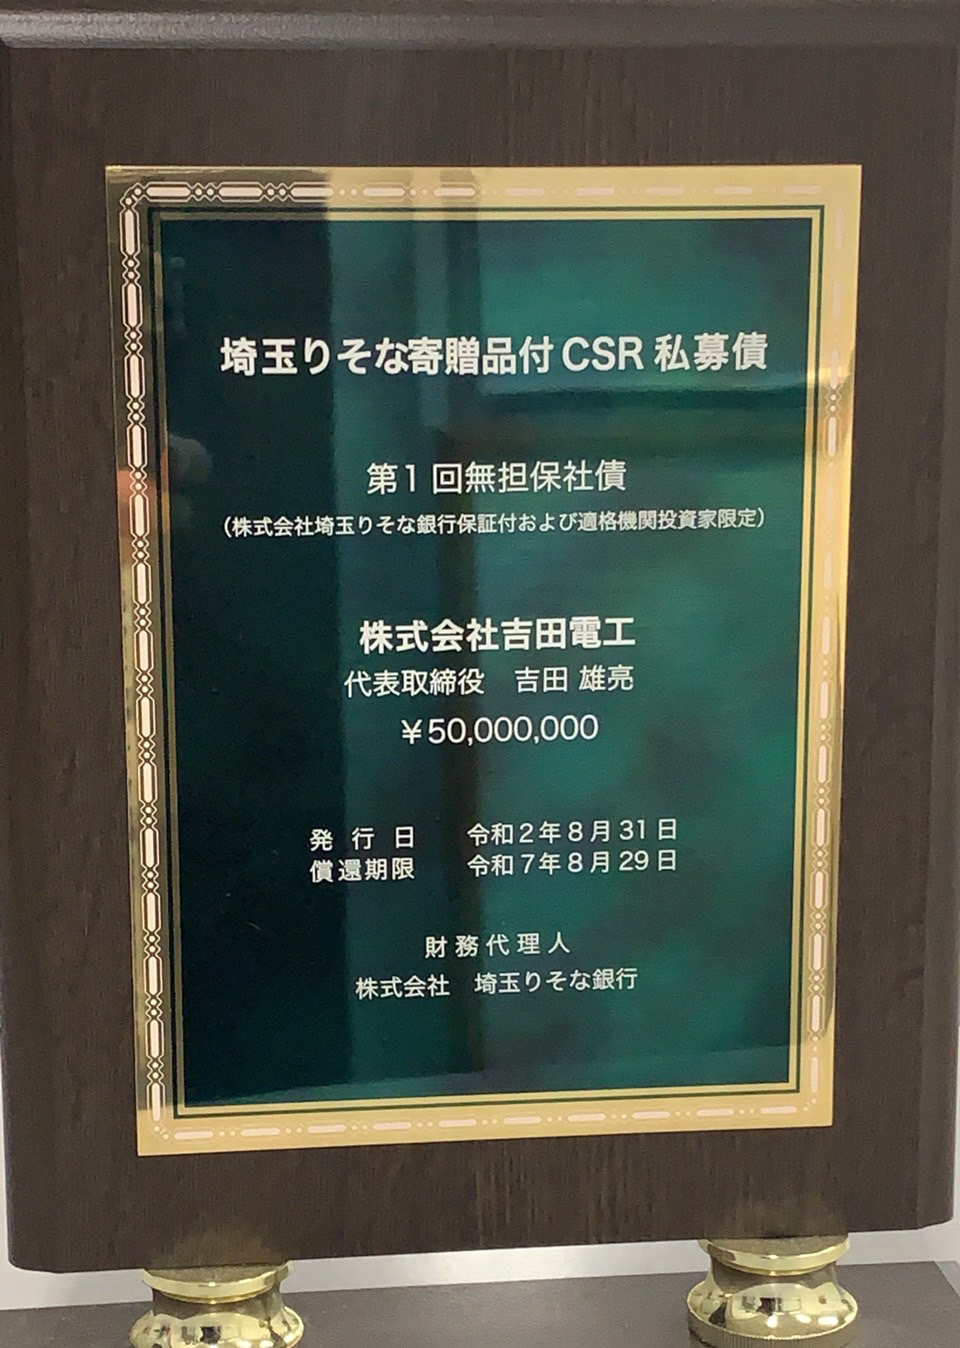 埼玉りそな寄贈品付CSR私募債
第1回無担保社債
（株式会社埼玉りそな銀行保証付および適格機関投資家限定）
株式会社吉田電工
代表取締役　吉田 雄亮
￥50,000,000
発行日　令和2年8月31日
償還期限　令和7年8月29日
財務代理人
株式会社　埼玉りそな銀行